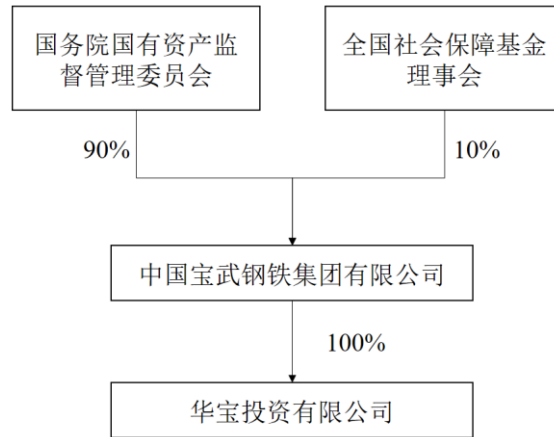 国务院国有资产监
督管理委员会
全国社会保障基金
理事会
90%
10%
中国宝武钢铁集团有限公司
100%
华宝投资有限公司